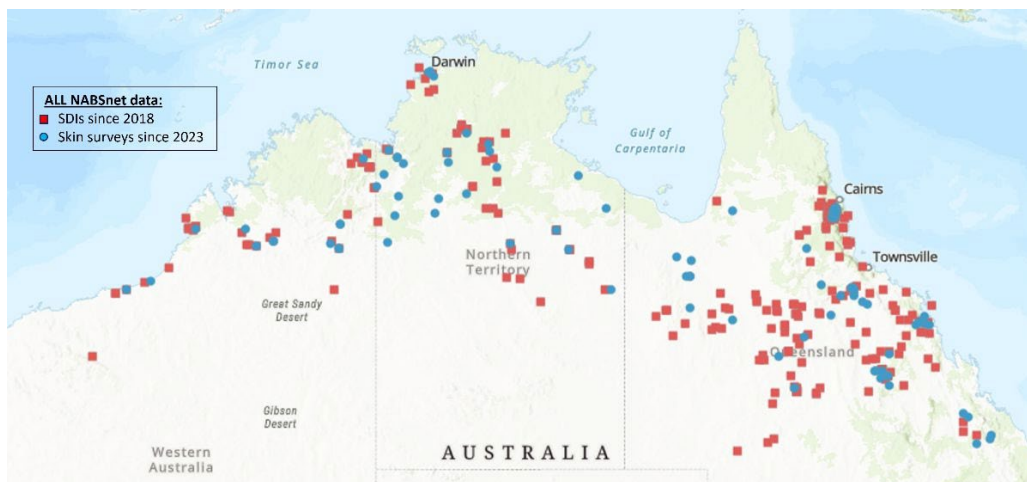 Timor Sea
Darwin
ALL NABSnet data:
SDIs since 2018
Skin surveys since 2023
Gulf of
Carpentaria
Cairns
Townsville
Northern
Territory
Great Sandy
Desert
Queensland
Gibson
Desert
Western
Australia
AUSTRALIA